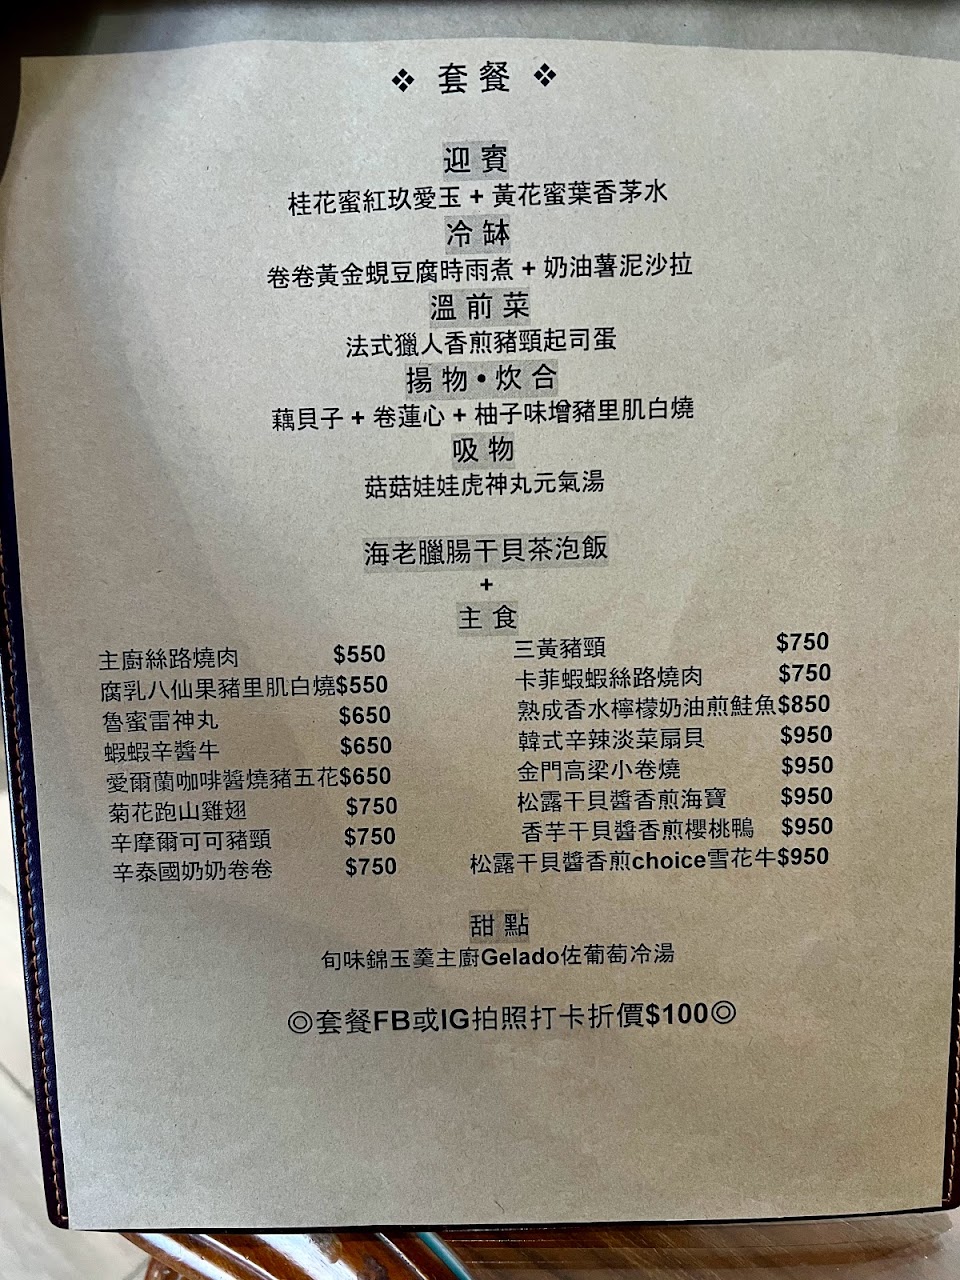 ❖ 套餐 ❖
迎賓
桂花蜜紅玖愛玉 + 黃花蜜葉香茅水
冷缽
卷卷黃金蜆豆腐時雨煮 + 奶油薯泥沙拉
溫前菜
法式獵人香煎豬頸起司蛋
揚物•炊合
藕貝子 + 卷蓮心 + 柚子味增豬里肌白燒
吸物
菇菇娃娃虎神丸元氣湯
海老臘腸干貝茶泡飯
+
主食
主廚絲路燒肉 $550
腐乳八仙果豬里肌白燒$550
魯蜜雷神丸 $650
蝦蝦辛醬牛 $650
愛爾蘭咖啡醬燒豬五花$650
菊花跑山雞翅 $750
辛摩爾可可豬頸 $750
辛泰國奶奶卷卷 $750
三黃豬頸 $750
卡菲蝦蝦絲路燒肉 $750
熟成香水檸檬奶油煎鮭魚$850
韓式辛辣淡菜扇貝 $950
金門高梁小卷燒 $950
松露干貝醬香煎海寶 $950
香芋干貝醬香煎櫻桃鴨 $950
松露干貝醬香煎choice雪花牛$950
甜點
旬味錦玉羹主廚Gelado佐葡萄冷湯
◎套餐FB或IG拍照打卡折價$100◎